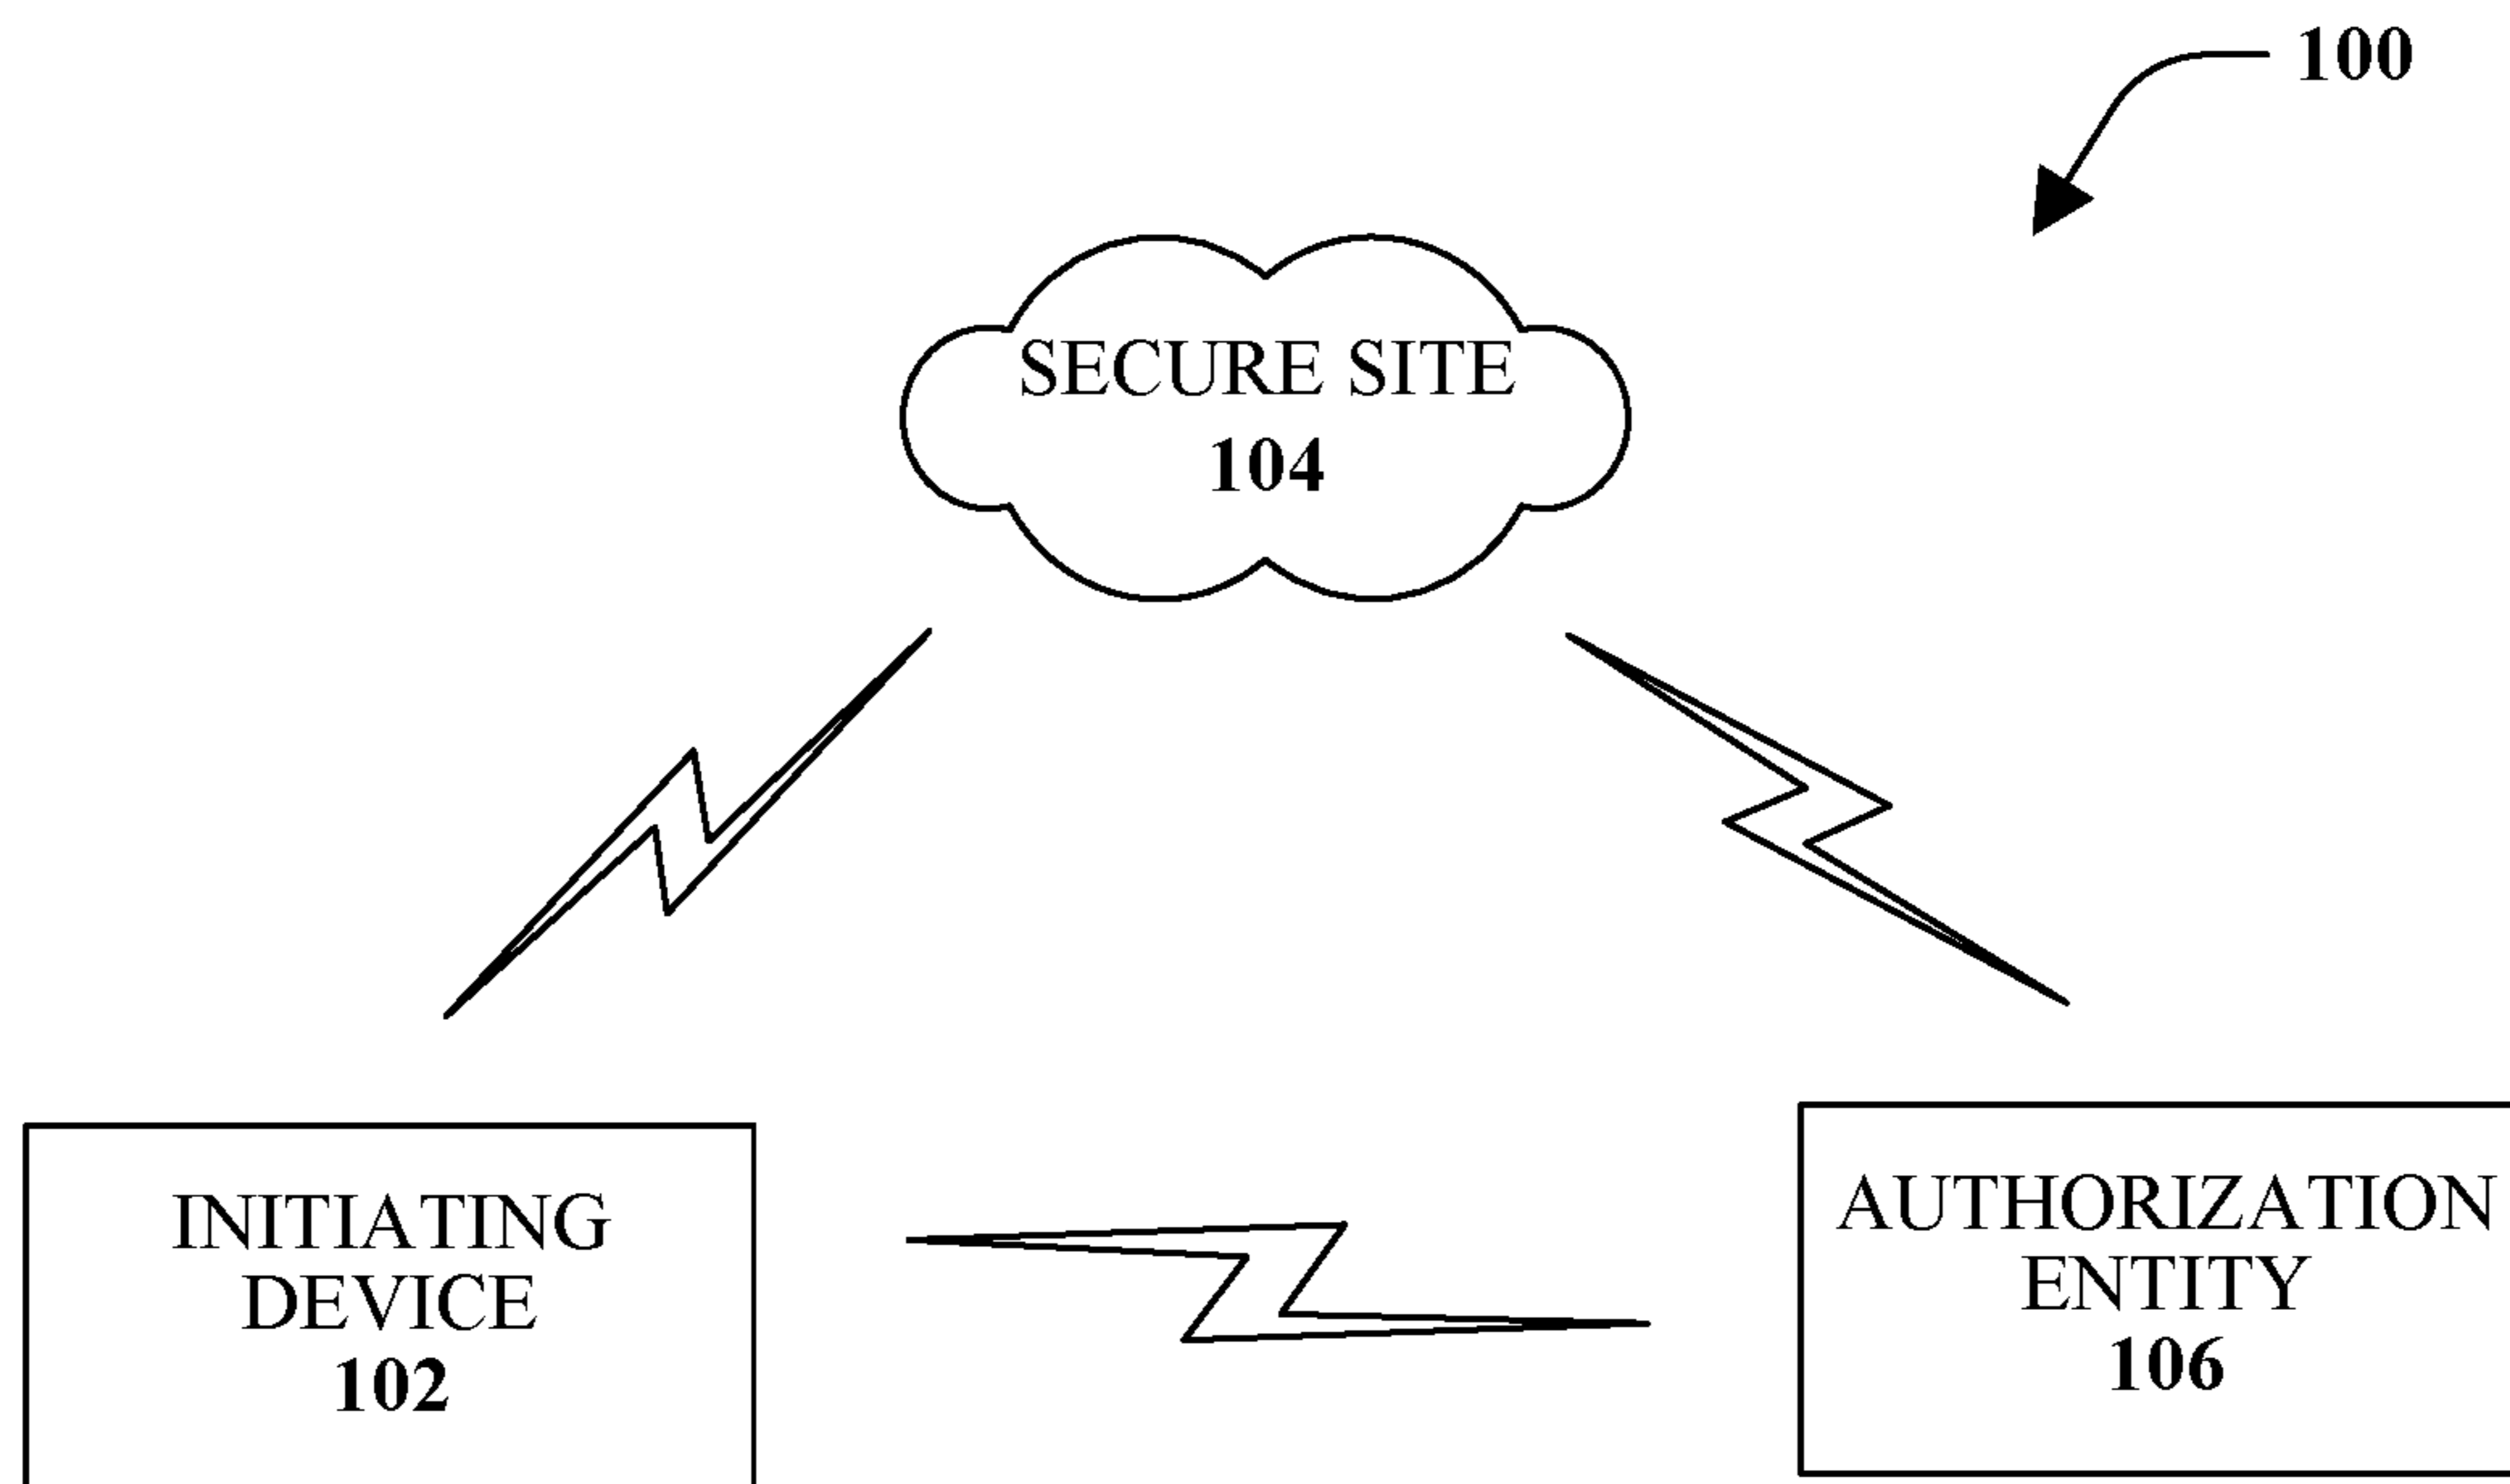 100
SECURE SITE
104
INITIATING
DEVICE
102
AUTHORIZATION
ENTITY
106